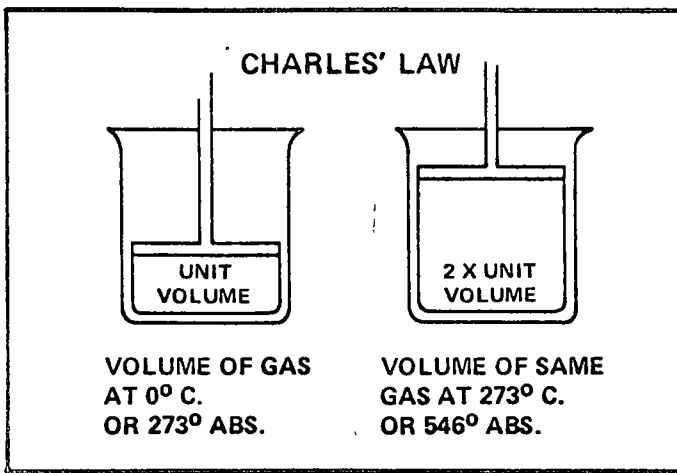 CHARLES' LAW
UNIT
VOLUME
2 X UNIT
VOLUME
VOLUME OF GAS
AT 0° C.
OR 273° ABS.
VOLUME OF SAME
GAS AT 273° C.
OR 546° ABS.